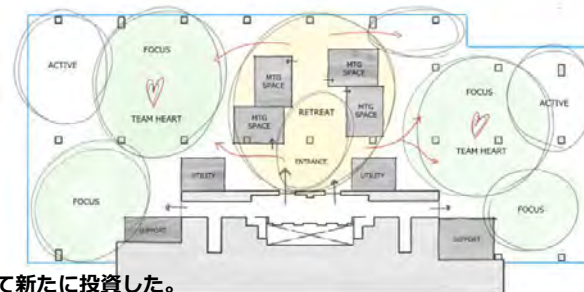 FOCUS
ACTIVE
TEAM HEART
MTG
SPACE
MTG
SPACE
MTG
SPACE
MTG
SPACE
RETREAT
ENTRANCE
FOCUS
ACTIVE
TEAM HEART
UTILITY
UTILITY
FOCUS
FOCUS
SUPPORT
SUPPORT
て新たに投資した。